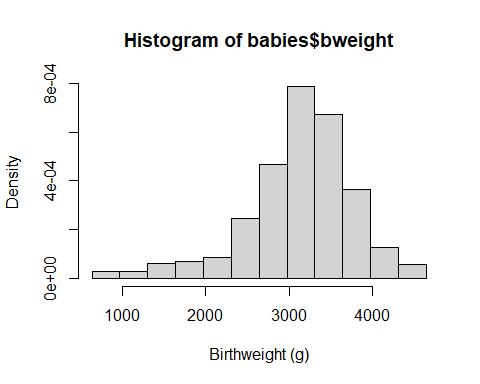 Histogram of babies$bweight
Density
8e-04
4e-04
0e+00
1000 2000 3000 4000
Birthweight (g)